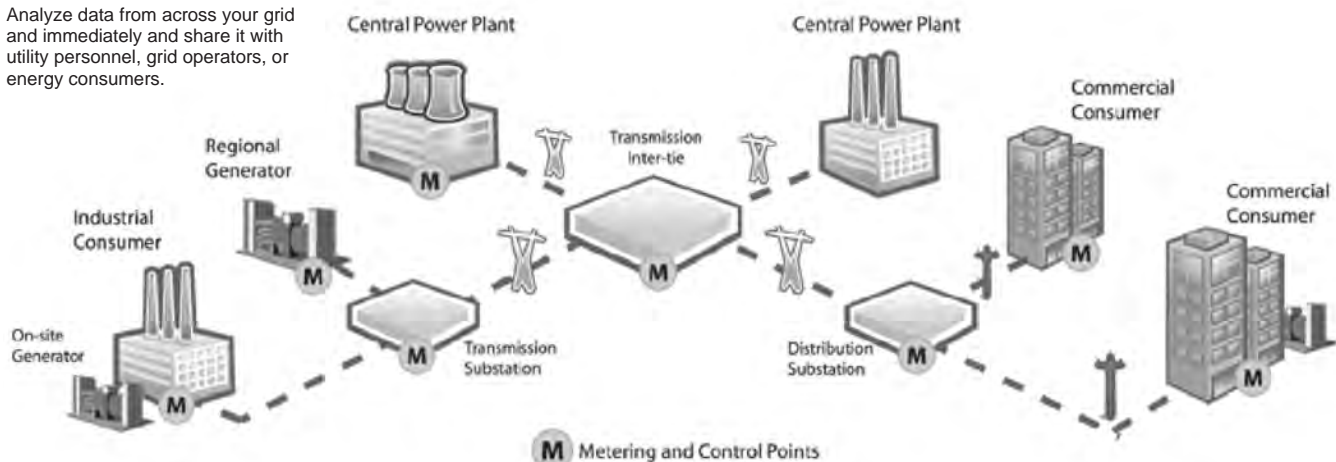 Analyze data from across your grid
and immediately and share it with
utility personnel, grid operators, or
energy consumers.
Central Power Plant
Central Power Plant
Commercial
Consumer
Regional
Generator
Transmission
Inter-tie
Commercial
Consumer
Industrial
Consumer
M
M
M
M
On-site
Generator
M
Transmission
Substation
Distribution
Substation
M
M
M
M Metering and Control Points